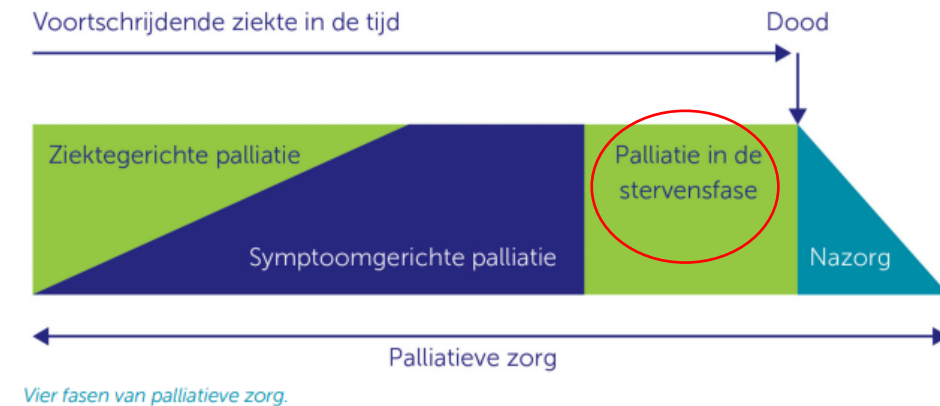 Voortschrijdende ziekte in de tijd
Dood
Ziektegerichte palliatie
Palliatie in de
stervensfase
Symptoomgerichte palliatie
Nazorg
Palliatieve zorg
Vier fasen van palliatieve zorg.